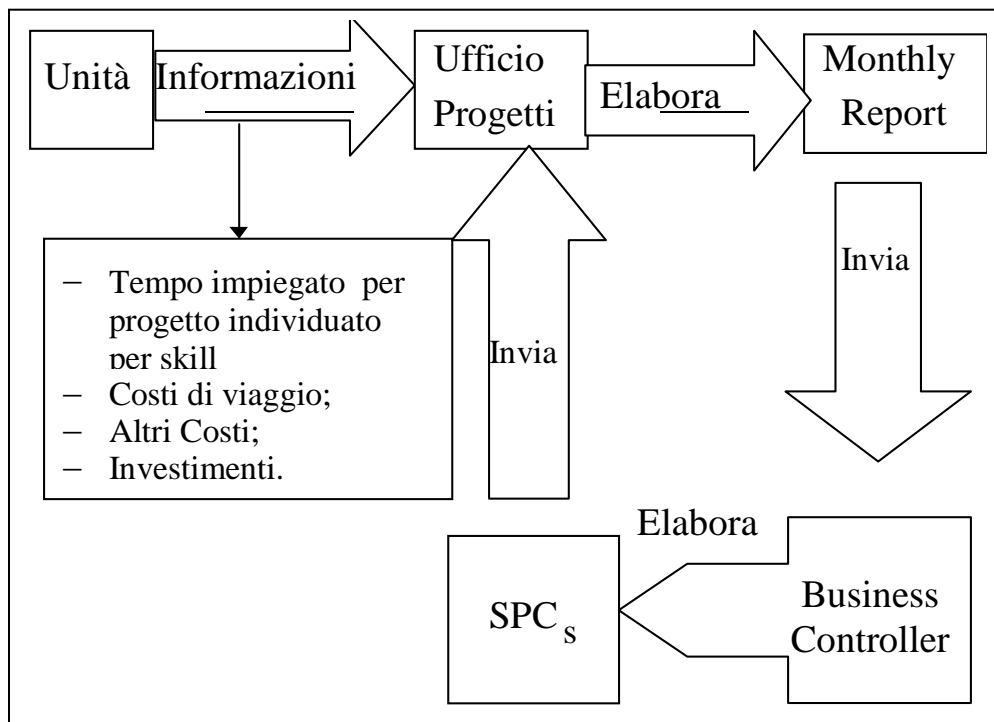 Unità
Informazioni
Ufficio
Progetti
Elabora
Monthly
Report
– Tempo impiegato per
progetto individuato
per skill
– Costi di viaggio;
– Altri Costi;
– Investimenti.
Invia
Invia
Elabora
SPCs
Business
Controller